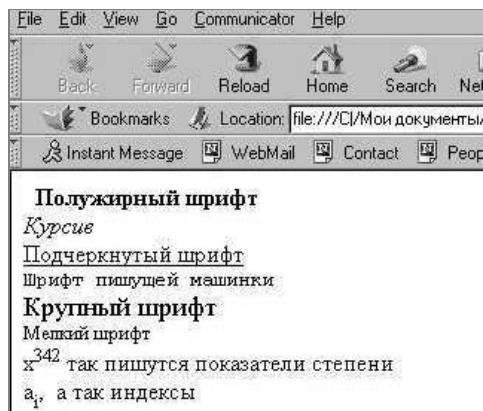 File Edit View Go Communicator Help
Back Forward Reload Home Search
Bookmarks Location: file:///C|/Мои документы/
Instant Message WebMail Contact
Полужирный шрифт
Курсив
Подчеркнутый шрифт
Шрифт пишущей машинки
Крупный шрифт
Мелкий шрифт
x³⁴² так пишутся показатели степени
aᵢ, а так индексы